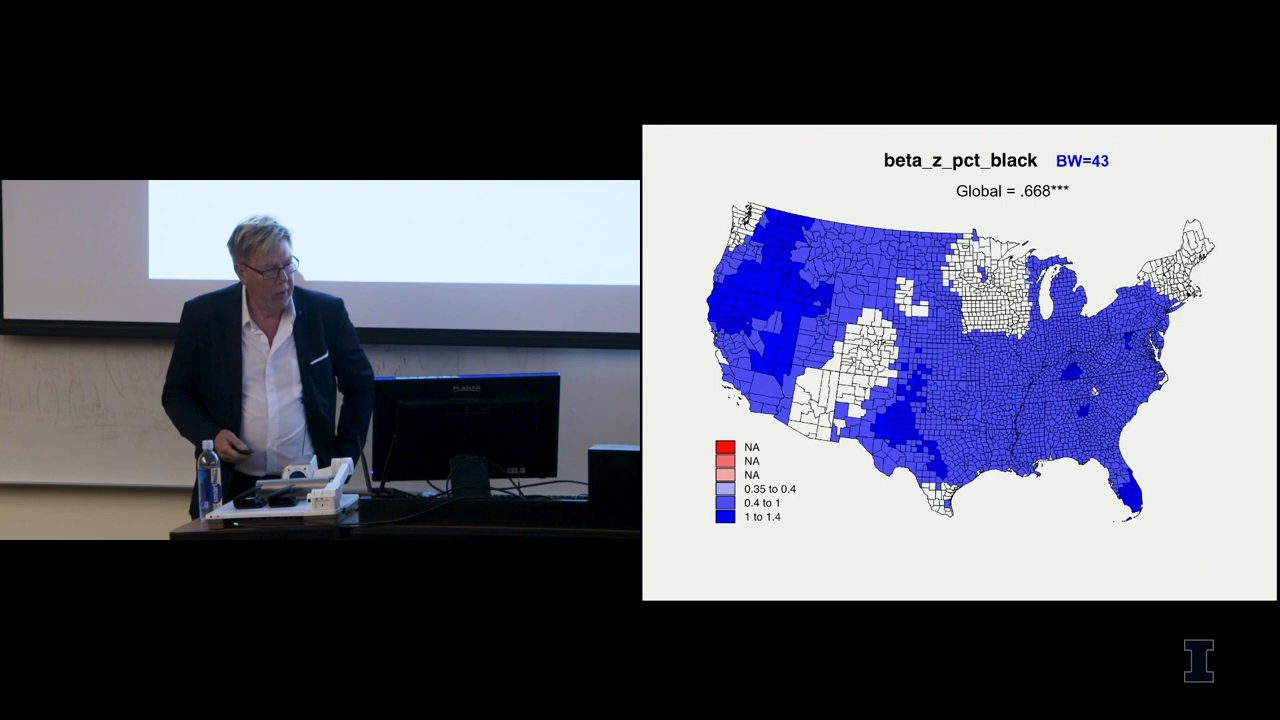 beta_z_pct_black BW=43
Global = .668***
NA
NA
NA
0.35 to 0.4
0.4 to 1
1 to 1.4
PLANAR
I